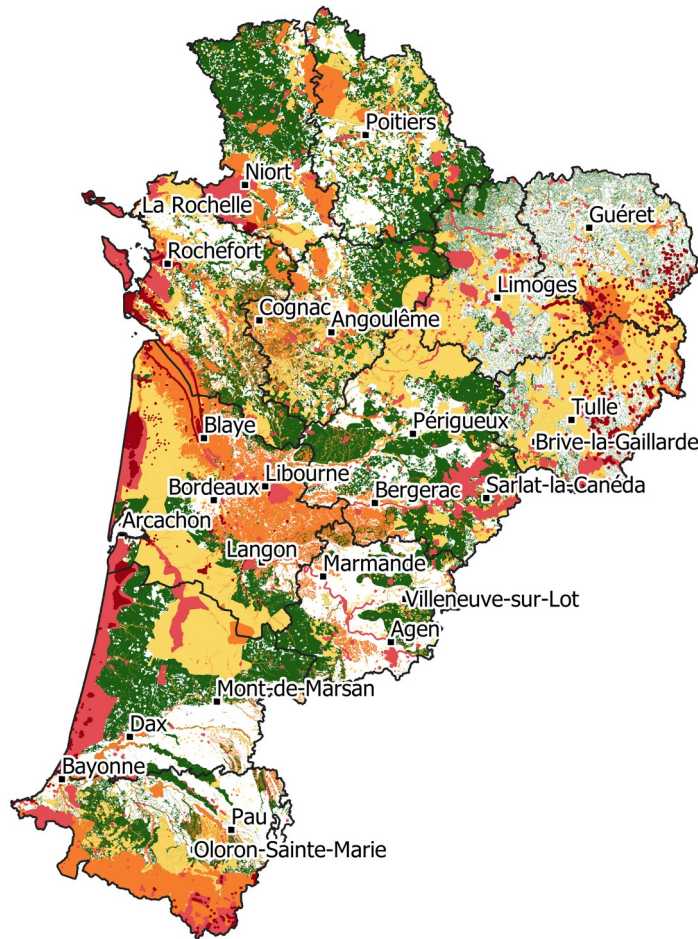 Poitiers
Niort
La Rochelle
Guéret
Rochefort
Limoges
Cognac
Angoulême
Tulle
Périgueux
Blaye
Brive-la-Gaillarde
Libourne
Bordeaux
Bergerac
Sarlat-la-Canéda
Arcachon
Langon
Marmande
Villeneuve-sur-Lot
Agen
Mont-de-Marsan
Dax
Bayonne
Pau
Oloron-Sainte-Marie